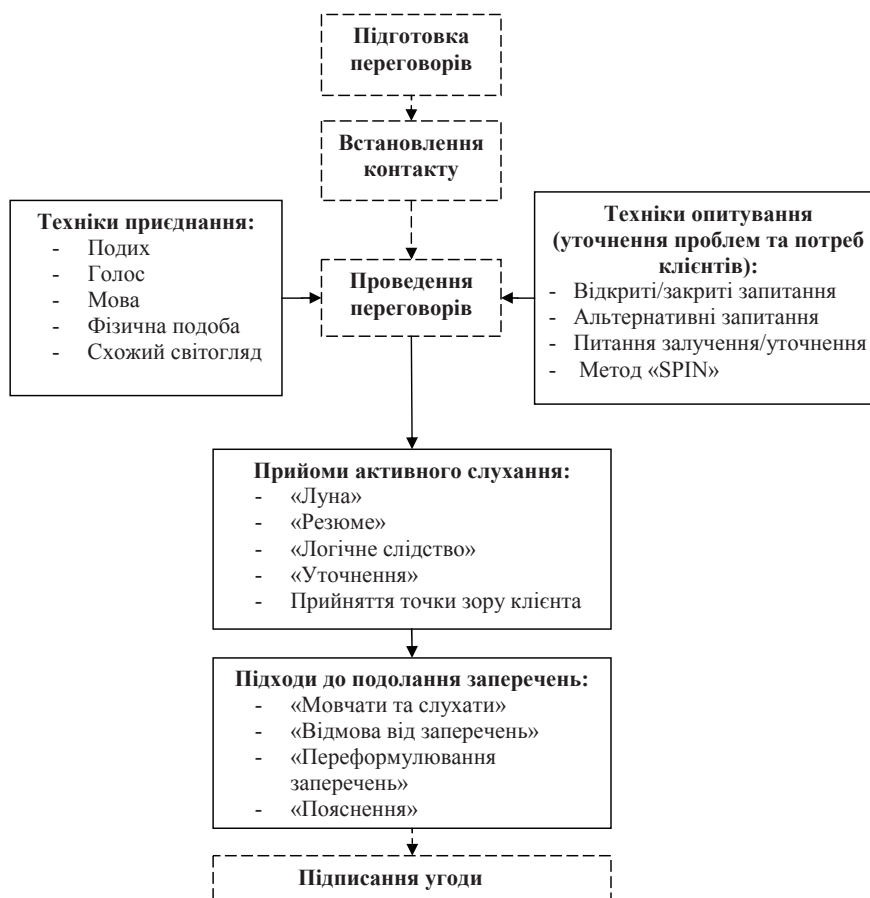 Підготовка
переговорів
Встановлення
контакту
Техніки приєднання:
- Подих
- Голос
- Мова
- Фізична подоба
- Схожий світогляд
Проведення
переговорів
Техніки опитування
(уточнення проблем та потреб
клієнтів):
- Відкриті/закриті запитання
- Альтернативні запитання
- Питання залучення/уточнення
- Метод «SPIN»
Прийоми активного слухання:
- «Луна»
- «Резюме»
- «Логічне слідство»
- «Уточнення»
- Прийняття точки зору клієнта
Підходи до подолання заперечень:
- «Мовчати та слухати»
- «Відмова від заперечень»
- «Переформулювання
заперечень»
- «Пояснення»
Підписання угоди